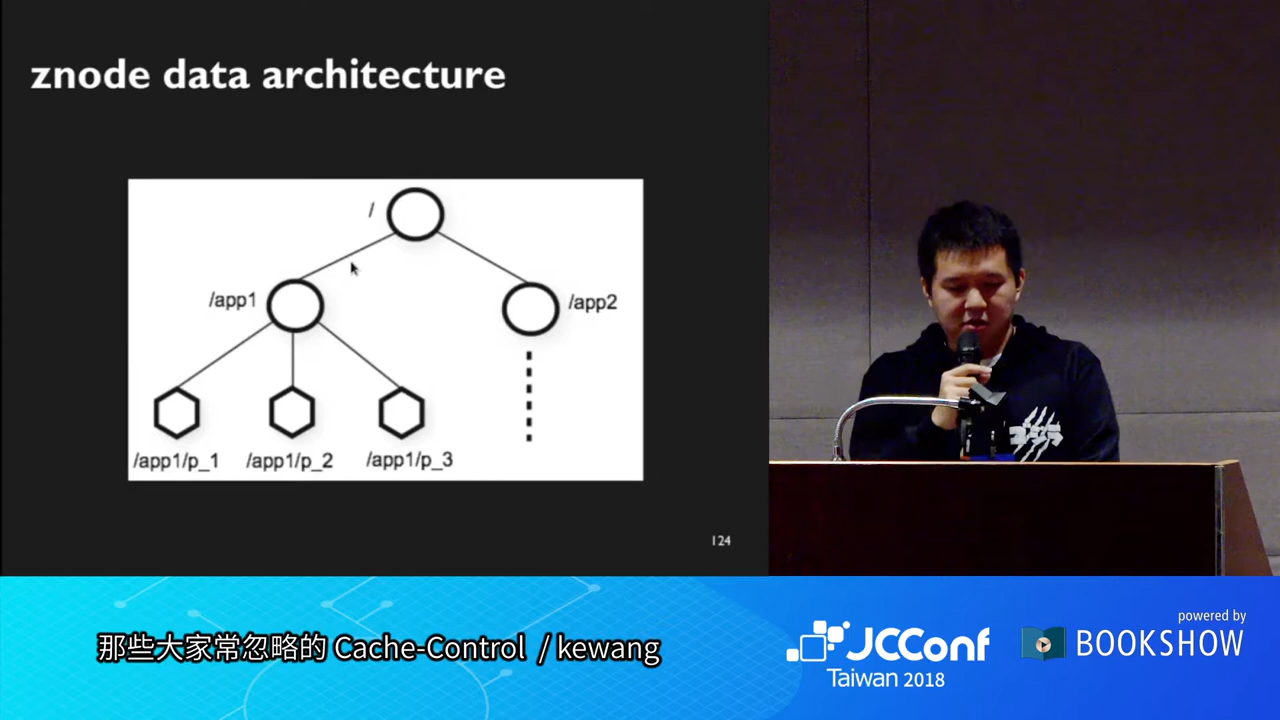 znode data architecture
/
/app1
/app2
/app1/p_1
/app1/p_2
/app1/p_3
124
那些大家常忽略的 Cache-Control / kewang
JCConf
Taiwan 2018
powered by
BOOKSHOW